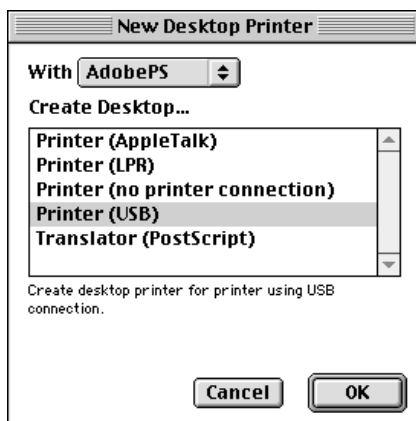 New Desktop Printer
With AdobePS
Create Desktop...
Printer (AppleTalk)
Printer (LPR)
Printer (no printer connection)
Printer (USB)
Translator (PostScript)
Create desktop printer for printer using USB
connection.
Cancel OK